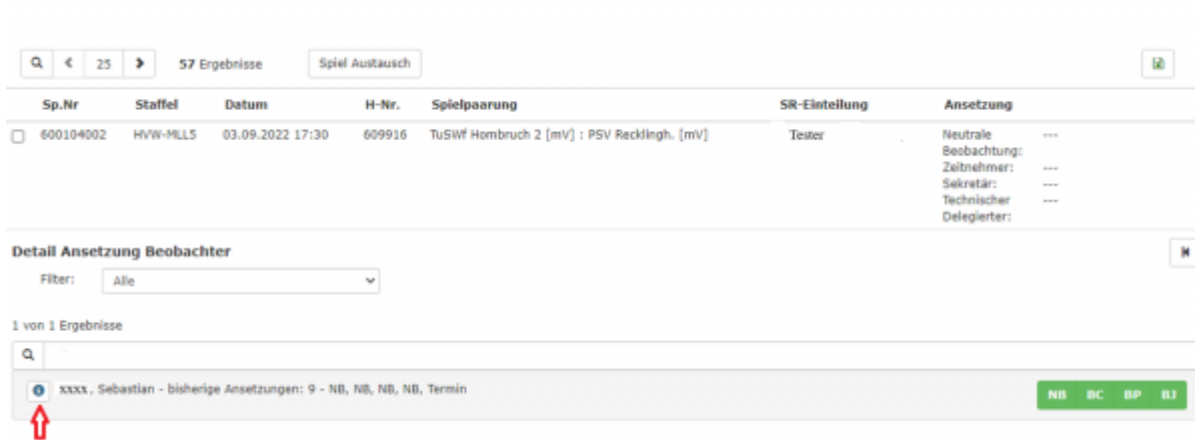 25 57 Ergebnisse Spiel Austausch
Sp.Nr Staffel Datum H-Nr. Spielpaarung SR-Einteilung Ansetzung
600104002 HVW-MLL5 03.09.2022 17:30 609916 TuSWf Hombruch 2 [mV] : PSV Recklingh. [mV] Tester Neutrale ---
Beobachtung:
Zeitnehmer: ---
Sekretär: ---
Technischer ---
Delegierter:
Detail Ansetzung Beobachter
Filter: Alle
1 von 1 Ergebnisse
xxxx, Sebastian - bisherige Ansetzungen: 9 - NB, NB, NB, NB, Termin NB BC BP BJ